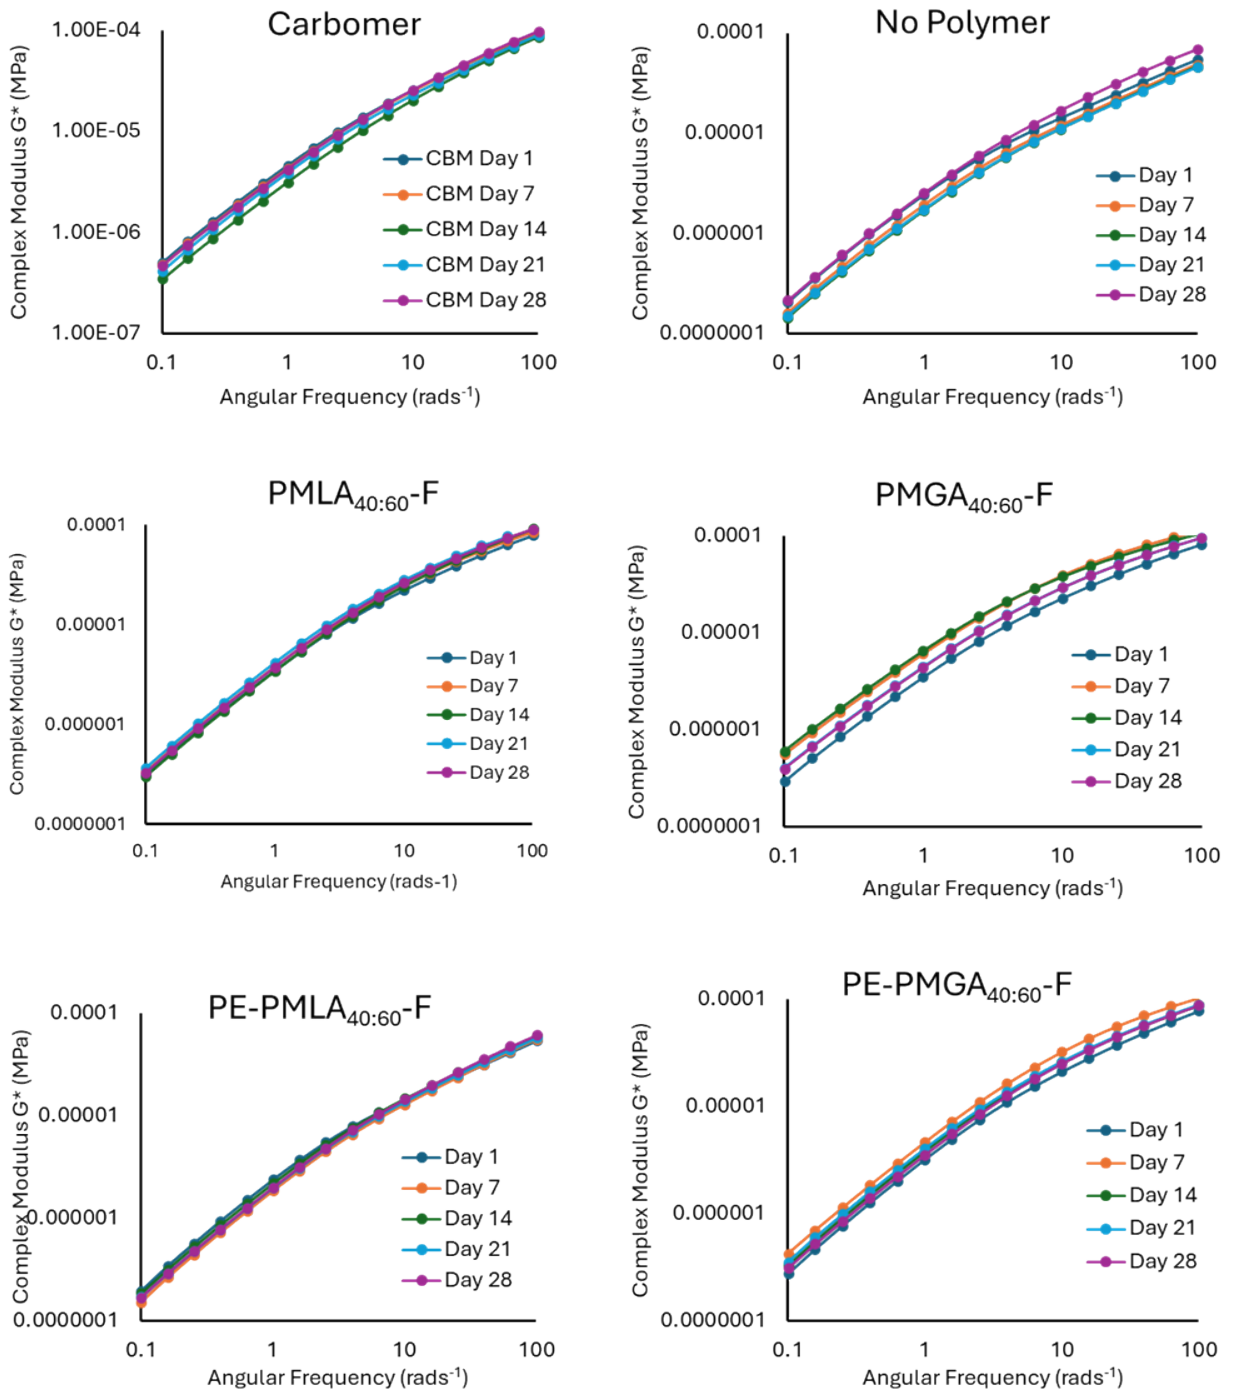 Carbomer
Complex Modulus G* (MPa)
1.00E-04
1.00E-05
1.00E-06
1.00E-07
0.1 1 10 100
Angular Frequency (rads-1)
CBM Day 1
CBM Day 7
CBM Day 14
CBM Day 21
CBM Day 28
No Polymer
Complex Modulus G* (MPa)
0.0001
0.00001
0.000001
0.0000001
0.1 1 10 100
Angular Frequency (rads-1)
Day 1
Day 7
Day 14
Day 21
Day 28
PMLA40:60-F
Complex Modulus G* (MPa)
0.0001
0.00001
0.000001
0.0000001
0.1 1 10 100
Angular Frequency (rads-1)
Day 1
Day 7
Day 14
Day 21
Day 28
PMGA40:60-F
Complex Modulus G* (MPa)
0.0001
0.00001
0.000001
0.0000001
0.1 1 10 100
Angular Frequency (rads-1)
Day 1
Day 7
Day 14
Day 21
Day 28
PE-PMLA40:60-F
Complex Modulus G* (MPa)
0.0001
0.00001
0.000001
0.0000001
0.1 1 10 100
Angular Frequency (rads-1)
Day 1
Day 7
Day 14
Day 21
Day 28
PE-PMGA40:60-F
Complex Modulus G* (MPa)
0.0001
0.00001
0.000001
0.0000001
0.1 1 10 100
Angular Frequency (rads-1)
Day 1
Day 7
Day 14
Day 21
Day 28